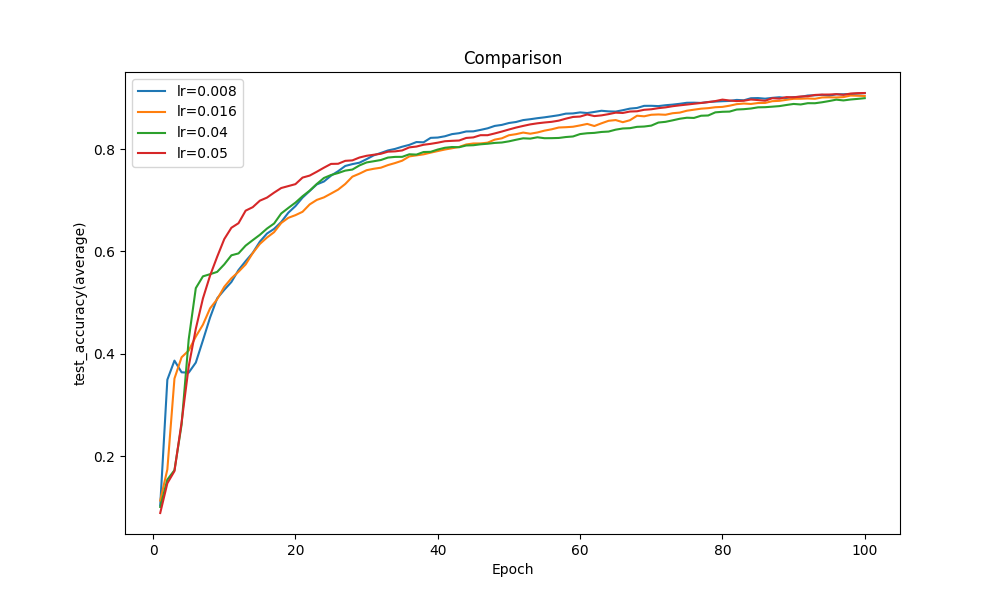 Comparison
lr=0.008
lr=0.016
lr=0.04
lr=0.05
test_accuracy(average)
0.8
0.6
0.4
0.2
0 20 40 60 80 100
Epoch